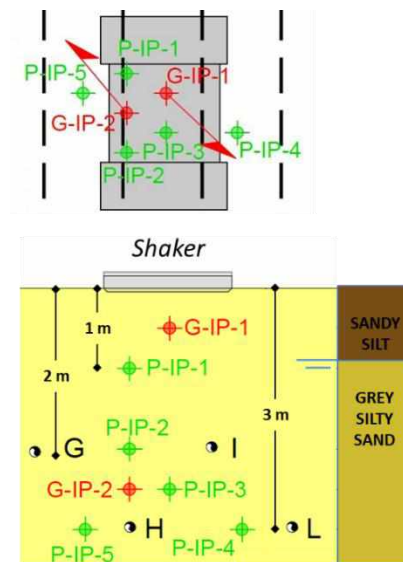 P-IP-1
P-IP-5
G-IP-1
G-IP-2
P-IP-3
P-IP-4
P-IP-2
Shaker
1 m
G-IP-1
SANDY
SILT
P-IP-1
2 m
3 m
GREY
SILTY
SAND
P-IP-2
G
I
G-IP-2
P-IP-3
H
L
P-IP-5
P-IP-4